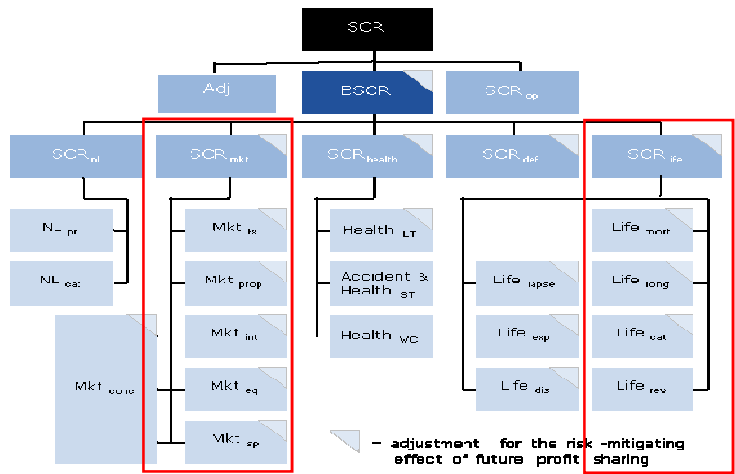 SCR
Adj
BSCR
SCR op
SCR nl
SCR mkt
SCR health
SCR def
SCR life
NL pr
Mkt fx
Health LT
Life mort
NL cat
Mkt prop
Accident &
Health ST
Life lapse
Life long
Mkt conc
Mkt int
Health WC
Life exp
Life cat
Mkt eq
Life dis
Life rev
Mkt sp
= adjustment for the risk -mitigating
effect of future profit sharing